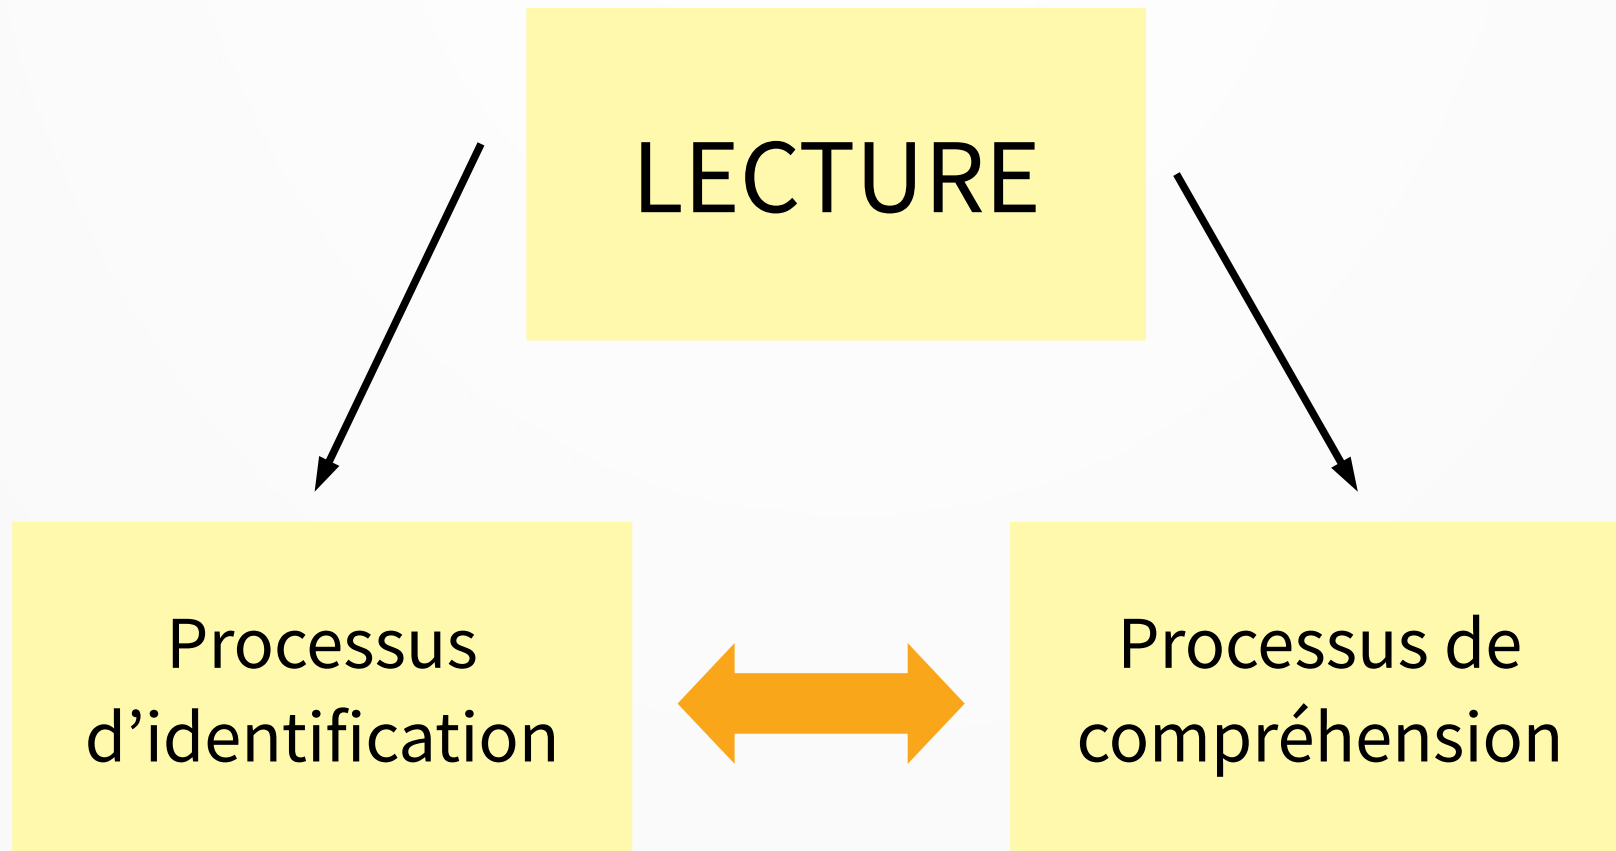 LECTURE
Processus
d’identification
Processus de
compréhension